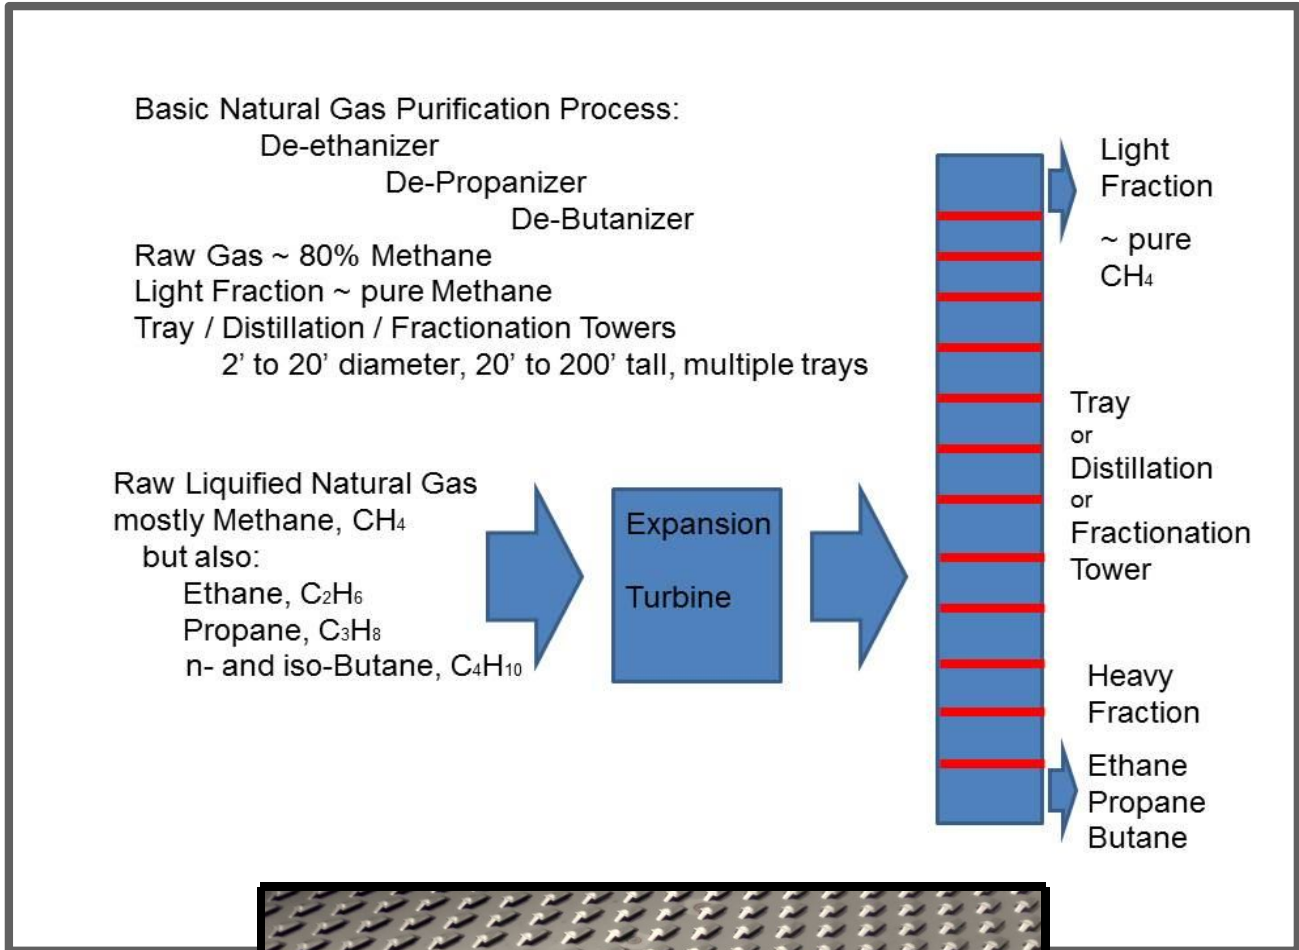 Basic Natural Gas Purification Process:
De-ethanizer
De-Propanizer
De-Butanizer
Raw Gas ~ 80% Methane
Light Fraction ~ pure Methane
Tray / Distillation / Fractionation Towers
2’ to 20’ diameter, 20’ to 200’ tall, multiple trays
Raw Liquified Natural Gas
mostly Methane, CH₄
but also:
Ethane, C₂H₆
Propane, C₃H₈
n- and iso-Butane, C₄H₁₀
Expansion
Turbine
Light
Fraction
~ pure
CH₄
Tray
or
Distillation
or
Fractionation
Tower
Heavy
Fraction
Ethane
Propane
Butane